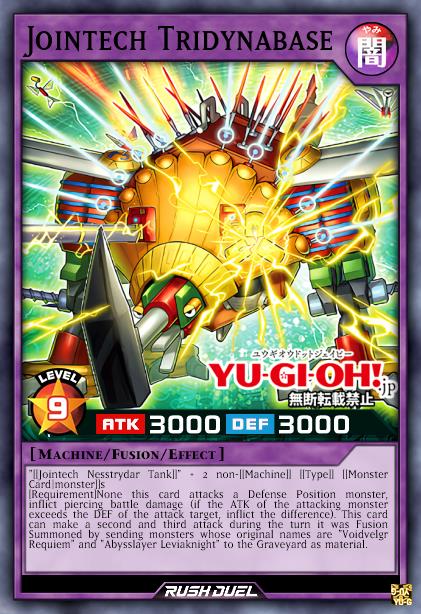 Jointech Tridynabase
やみ
闇
ユウギオウドットジェイピー
YU-GI-OH!.jp
無断転載禁止
LEVEL
9
ATK 3000 DEF 3000
[Machine/Fusion/Effect]
"[[Jointech Nesstrydar Tank]]" + 2 non-[[Machine]] [[Type]] [[Monster
Card|monster]]s
[Requirement]None this card attacks a Defense Position monster,
inflict piercing battle damage (if the ATK of the attacking monster
exceeds the DEF of the attack target, inflict the difference). This card
can make a second and third attack during the turn it was Fusion
Summoned by sending monsters whose original names are "Voidvelgr
Requiem" and "Abysslayer Leviaknight" to the Graveyard as material.
RUSH DUEL